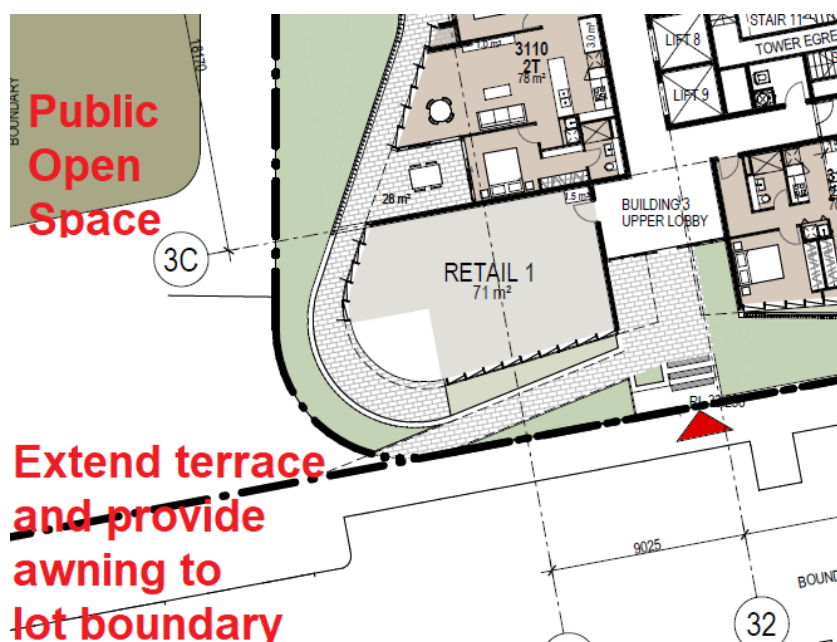 STAIR 11
TOWER EGRE
LIFT 8
LIFT 9
18170
BOUNDARY
1.0 m²
3.0 m²
3110
2T
78 m²
Public
Open
Space
28 m²
1.5 m²
BUILDING 3
UPPER LOBBY
3C
RETAIL 1
71 m²
Extend terrace
and provide
awning to
lot boundary
9025
BOUND
32